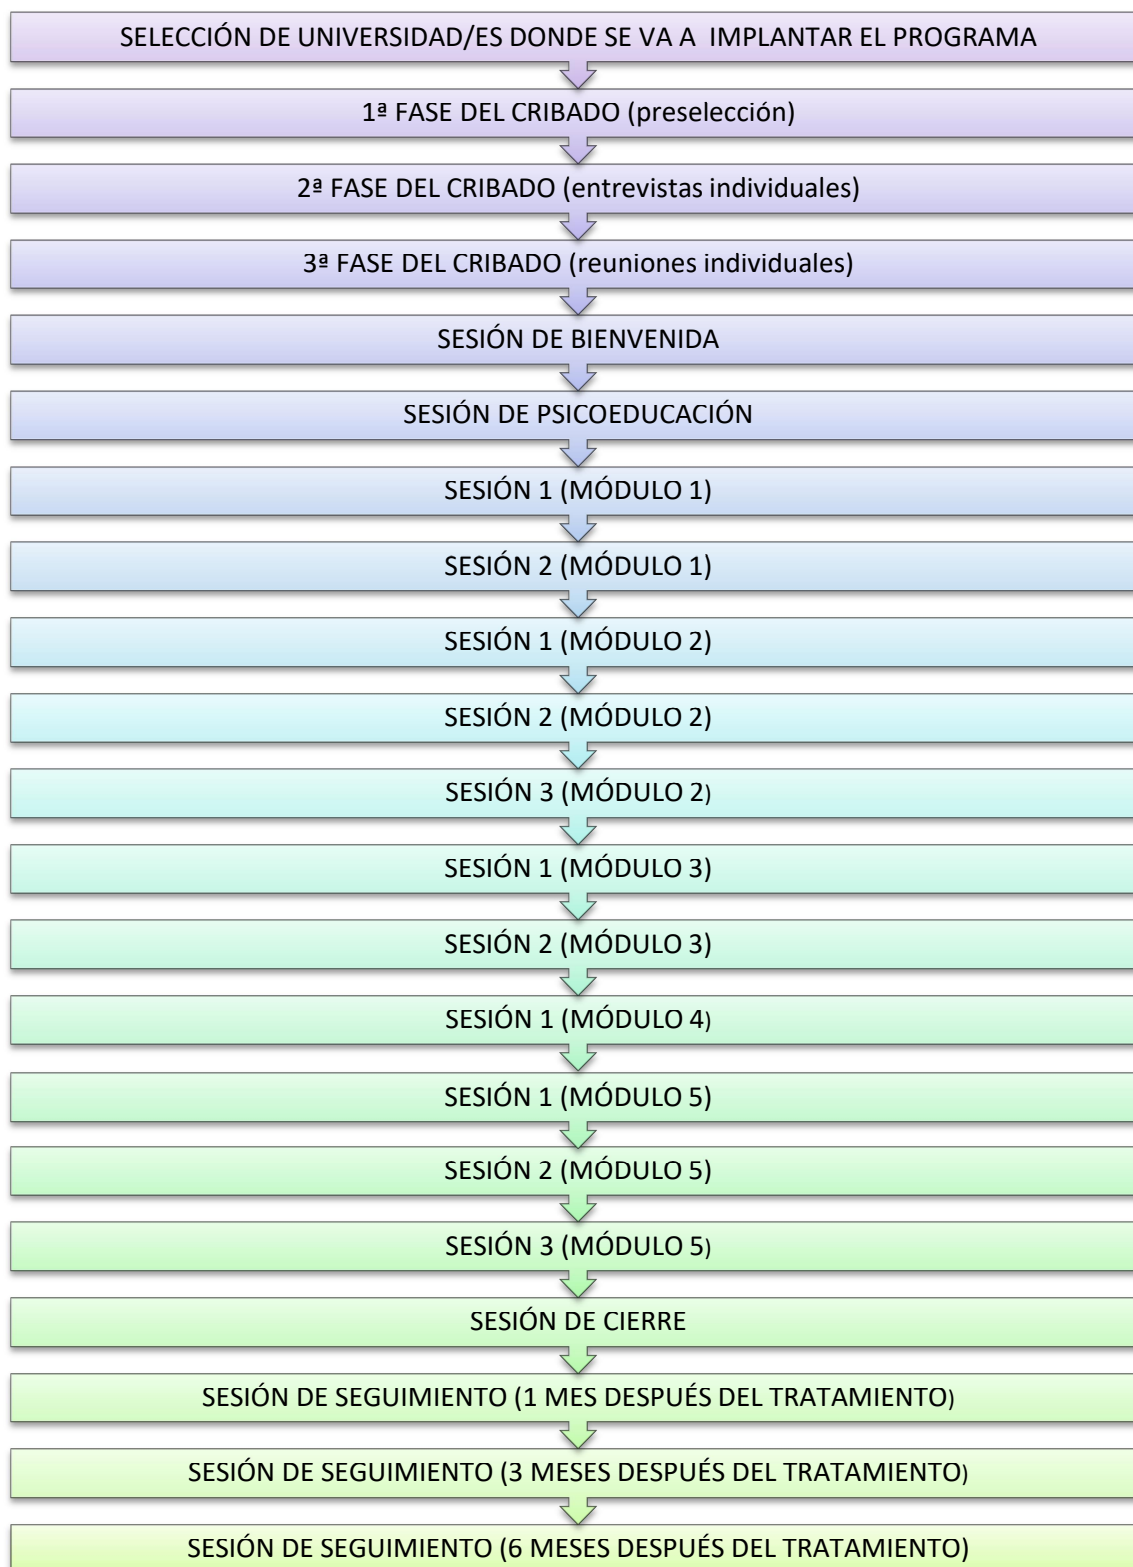 SELECCIÓN DE UNIVERSIDAD/ES DONDE SE VA A IMPLANTAR EL PROGRAMA
1ª FASE DEL CRIBADO (preselección)
2ª FASE DEL CRIBADO (entrevistas individuales)
3ª FASE DEL CRIBADO (reuniones individuales)
SESIÓN DE BIENVENIDA
SESIÓN DE PSICOEDUCACIÓN
SESIÓN 1 (MÓDULO 1)
SESIÓN 2 (MÓDULO 1)
SESIÓN 1 (MÓDULO 2)
SESIÓN 2 (MÓDULO 2)
SESIÓN 3 (MÓDULO 2)
SESIÓN 1 (MÓDULO 3)
SESIÓN 2 (MÓDULO 3)
SESIÓN 1 (MÓDULO 4)
SESIÓN 1 (MÓDULO 5)
SESIÓN 2 (MÓDULO 5)
SESIÓN 3 (MÓDULO 5)
SESIÓN DE CIERRE
SESIÓN DE SEGUIMIENTO (1 MES DESPUÉS DEL TRATAMIENTO)
SESIÓN DE SEGUIMIENTO (3 MESES DESPUÉS DEL TRATAMIENTO)
SESIÓN DE SEGUIMIENTO (6 MESES DESPUÉS DEL TRATAMIENTO)